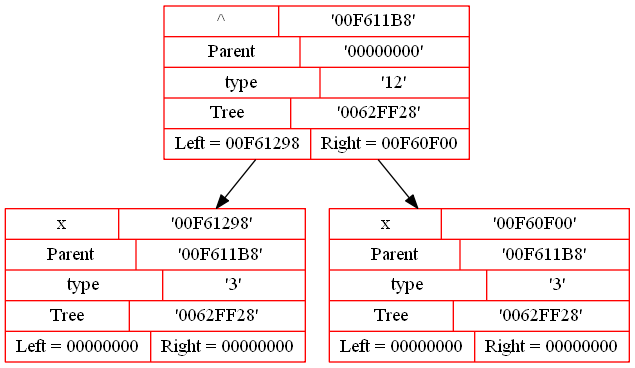 ^ '00F611B8'
Parent '00000000'
type '12'
Tree '0062FF28'
Left = 00F61298 Right = 00F60F00
x '00F61298'
Parent '00F611B8'
type '3'
Tree '0062FF28'
Left = 00000000 Right = 00000000
x '00F60F00'
Parent '00F611B8'
type '3'
Tree '0062FF28'
Left = 00000000 Right = 00000000